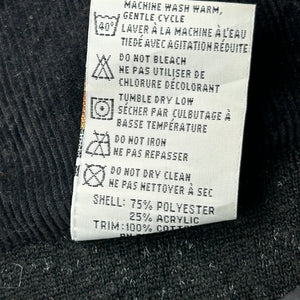 MACHINE WASH WARM,
GENTLE CYCLE
40°
LAVER À LA MACHINE À L'EAU
TIEDE AVEC AGITATION RÉDUITE
DO NOT BLEACH
NE PAS UTILISER DE
CHLORURE DÉCOLORANT
TUMBLE DRY LOW
SÉCHER PAR CULBUTAGE À
BASSE TEMPÉRATURE
DO NOT IRON
NE PAS REPASSER
DO NOT DRY CLEAN
NE PAS NETTOYER À SEC
SHELL: 75% POLYESTER
25% ACRYLIC
TRIM: 100% COTTON